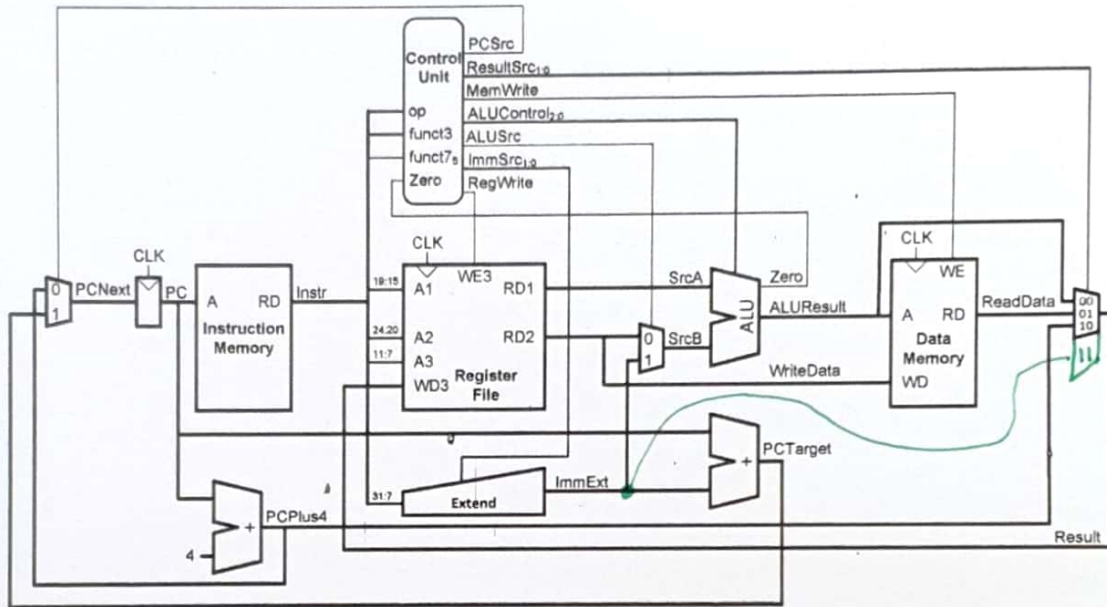 Control
Unit
PCSrc
ResultSrc1:0
MemWrite
ALUControl2:0
ALUSrc
ImmSrc1:0
RegWrite
op
funct3
funct75
Zero
CLK
CLK
CLK
0
1
PCNext
PC
A
RD
Instr
Instruction
Memory
19:15
A1
WE3
RD1
24:20
A2
RD2
11:7
A3
WD3
Register
File
SrcA
0
1
SrcB
ALU
Zero
ALUResult
WriteData
WE
A
RD
Data
Memory
WD
ReadData
00
01
10
11
31:7
Extend
ImmExt
+
PCTarget
+
PCPlus4
4
Result